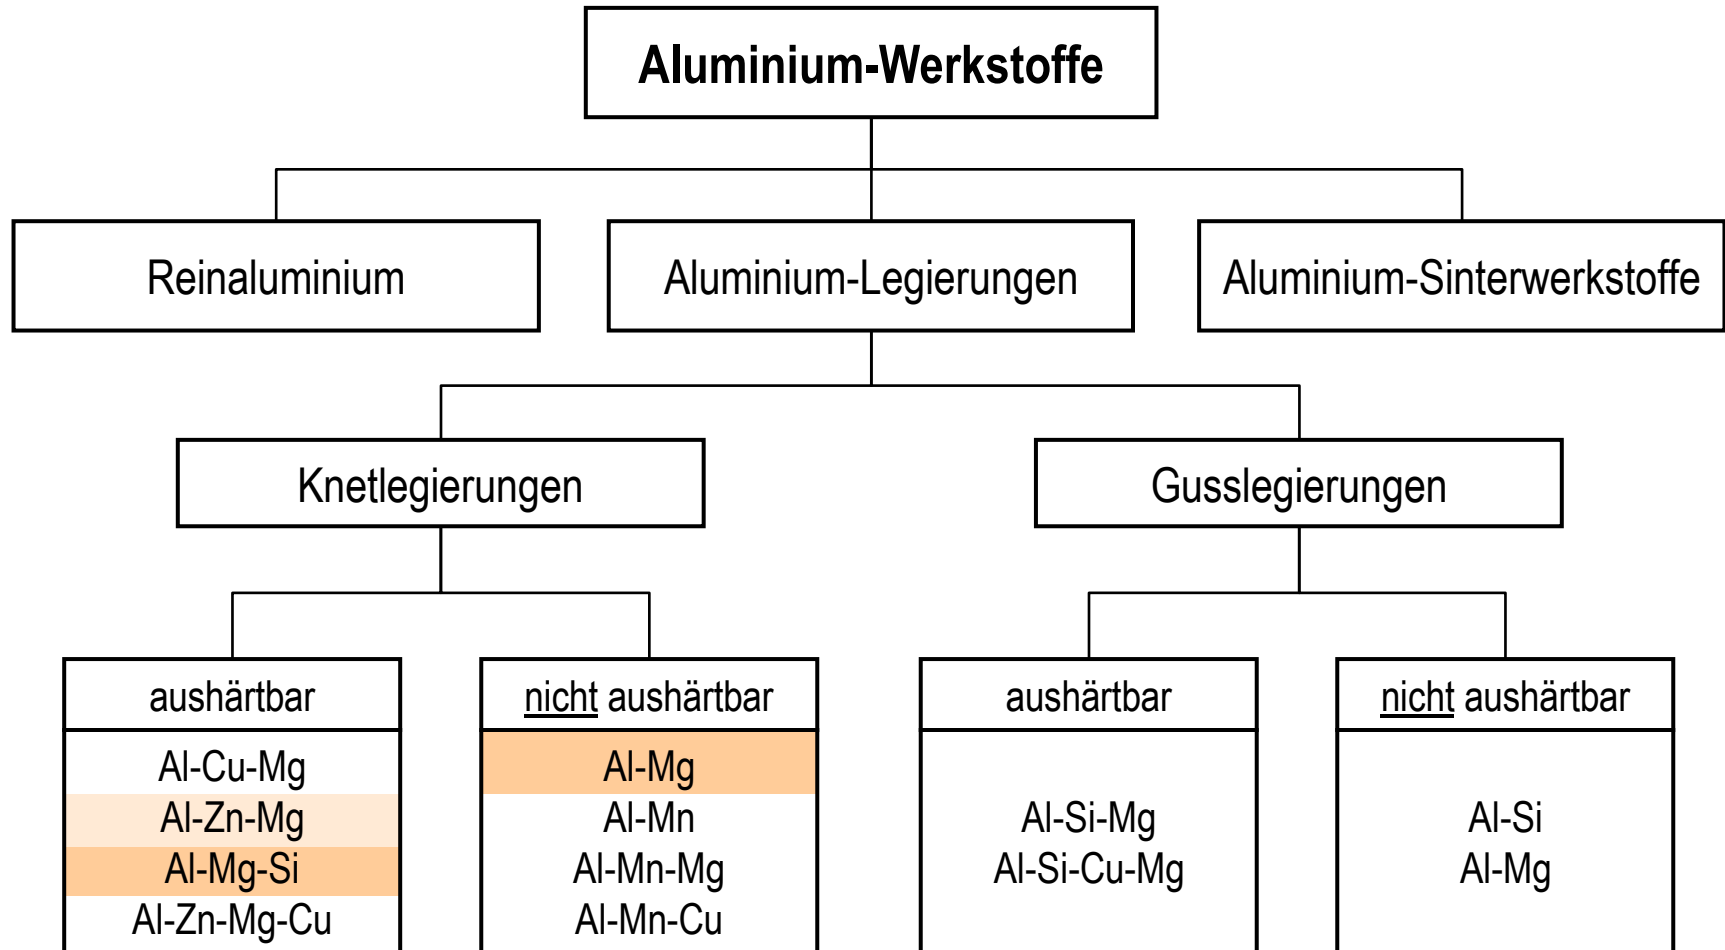 Aluminium-Werkstoffe
Reinaluminium
Aluminium-Legierungen
Aluminium-Sinterwerkstoffe
Knetlegierungen
Gusslegierungen
aushärtbar
Al-Cu-Mg
Al-Zn-Mg
Al-Mg-Si
Al-Zn-Mg-Cu
nicht aushärtbar
Al-Mg
Al-Mn
Al-Mn-Mg
Al-Mn-Cu
aushärtbar
Al-Si-Mg
Al-Si-Cu-Mg
nicht aushärtbar
Al-Si
Al-Mg